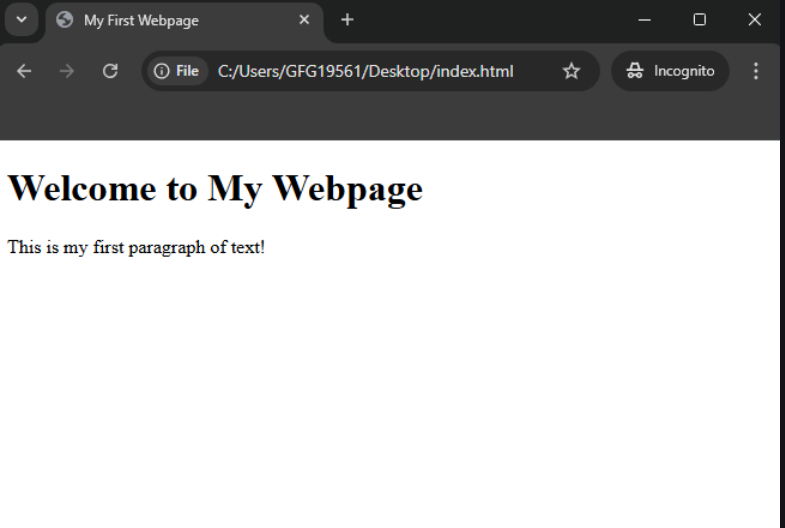 My First Webpage
File C:/Users/GFG19561/Desktop/index.html Incognito
Welcome to My Webpage
This is my first paragraph of text!